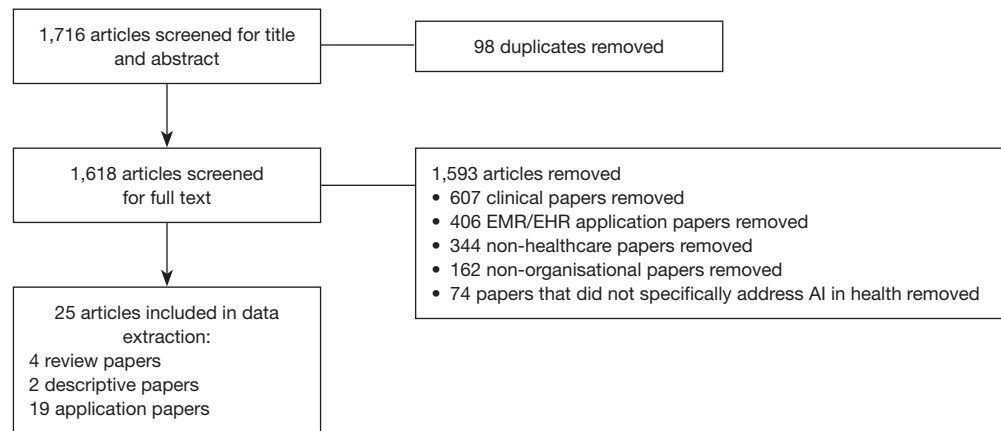 1,716 articles screened for title
and abstract
98 duplicates removed
1,618 articles screened
for full text
1,593 articles removed
• 607 clinical papers removed
• 406 EMR/EHR application papers removed
• 344 non-healthcare papers removed
• 162 non-organisational papers removed
• 74 papers that did not specifically address AI in health removed
25 articles included in data
extraction:
4 review papers
2 descriptive papers
19 application papers